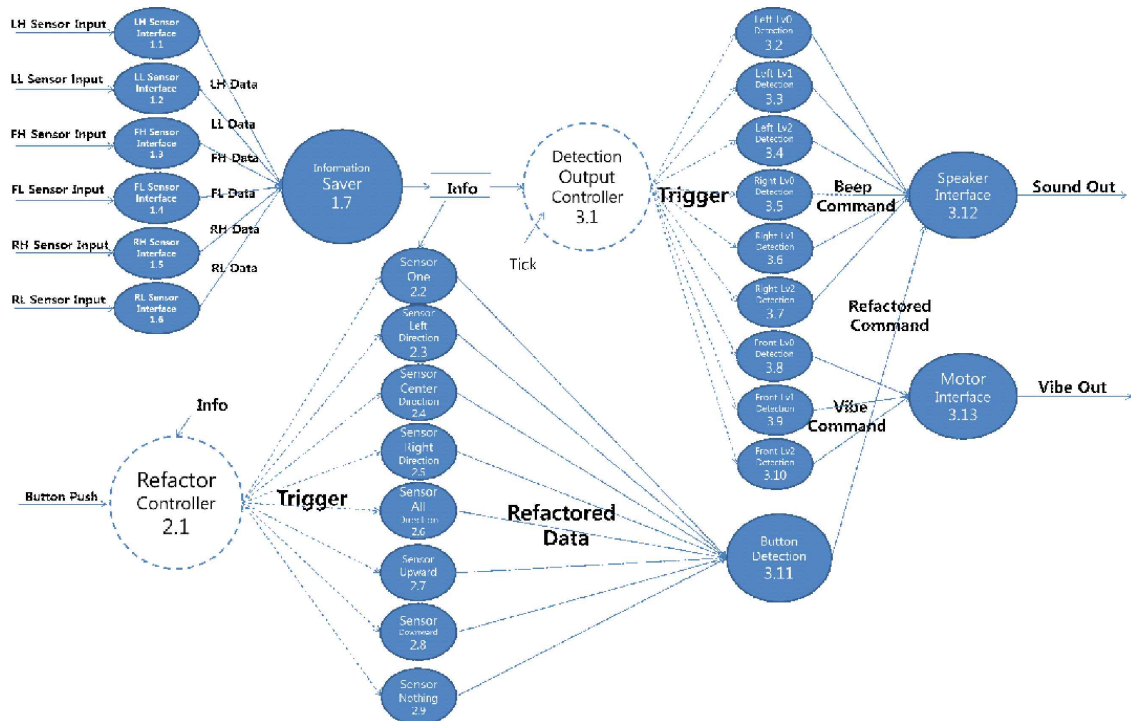 LH Sensor Input
LH Sensor
Interface
1.1
LL Sensor Input
LL Sensor
Interface
1.2
FH Sensor Input
FH Sensor
Interface
1.3
FL Sensor Input
FL Sensor
Interface
1.4
RH Sensor Input
RH Sensor
Interface
1.5
RL Sensor Input
RL Sensor
Interface
1.6
LH Data
LL Data
FH Data
FL Data
RH Data
RL Data
Information
Saver
1.7
Info
Detection
Output
Controller
3.1
Tick
Trigger
Left Lv0
Detection
3.2
Left Lv1
Detection
3.3
Left Lv2
Detection
3.4
Right Lv0
Detection
3.5
Right Lv1
Detection
3.6
Right Lv2
Detection
3.7
Front Lv0
Detection
3.8
Front Lv1
Detection
3.9
Front Lv2
Detection
3.10
Beep
Command
Speaker
Interface
3.12
Sound Out
Refactored
Command
Vibe
Command
Motor
Interface
3.13
Vibe Out
Info
Button Push
Refactor
Controller
2.1
Trigger
Sensor
One
2.2
Sensor
Left
Direction
2.3
Sensor
Center
Direction
2.4
Sensor
Right
Direction
2.5
Sensor
All
Direction
2.6
Sensor
Upward
2.7
Sensor
Downward
2.8
Sensor
Nothing
2.9
Refactored
Data
Button
Detection
3.11